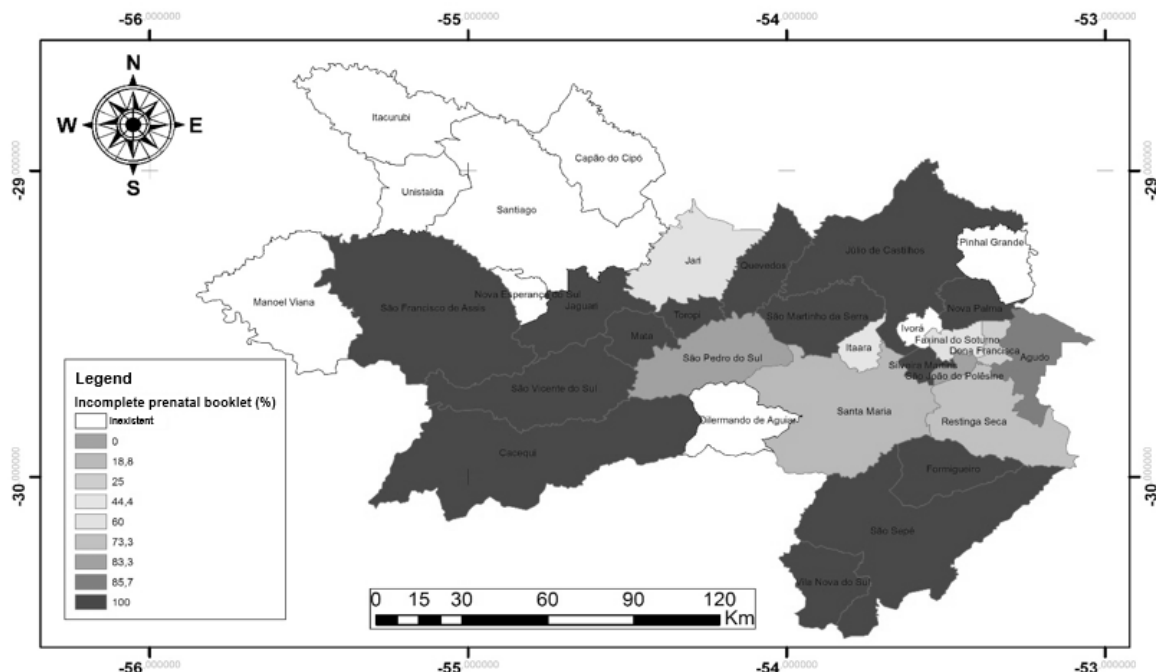 -56,000000 -55,000000 -54,000000 -53,000000
N
W E
S
-29,000000 -29,000000
-30,000000 -30,000000
Itacurubi
Capão do Cipó
Unistalda
Santiago
Pinhal Grande
Jari
Quevedos
Júlio de Castilhos
Manoel Viana
São Francisco de Assis
Nova Esperança do Sul
Jaguari
Toropi
São Martinho da Serra
Nova Palma
Mata
Ivorá
Itaara
Faxinal do Soturno
Dona Francisca
São Pedro do Sul
Agudo
Silveira Martins
São João do Polêsine
São Vicente do Sul
Dilermando de Aguiar
Santa Maria
Restinga Seca
Cacequi
Formigueiro
São Sepé
Vila Nova do Sul
Legend
Incomplete prenatal booklet (%)
Inexistent
0
18,8
25
44,4
60
73,3
83,3
85,7
100
0 15 30 60 90 120
Km
-56,000000 -55,000000 -54,000000 -53,000000